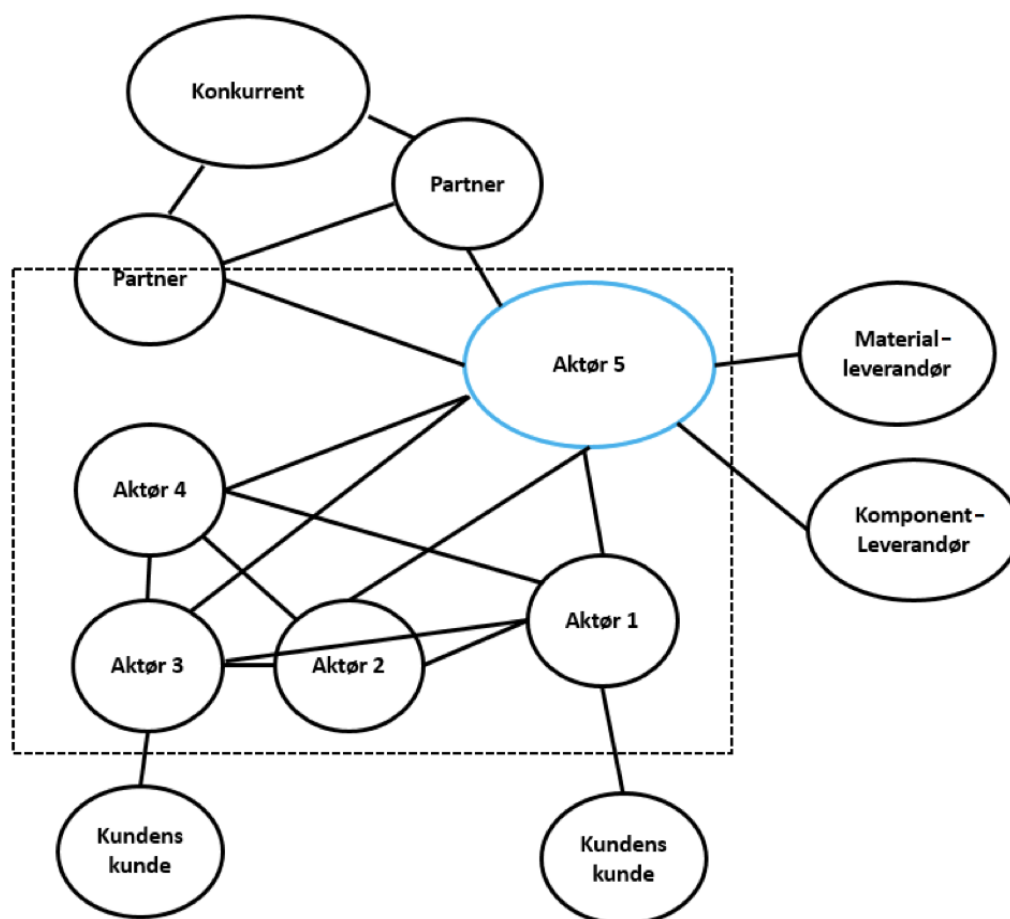 Konkurrent
Partner
Partner
Aktør 5
Material-
leverandør
Aktør 4
Komponent-
Leverandør
Aktør 1
Aktør 3
Aktør 2
Kundens
kunde
Kundens
kunde